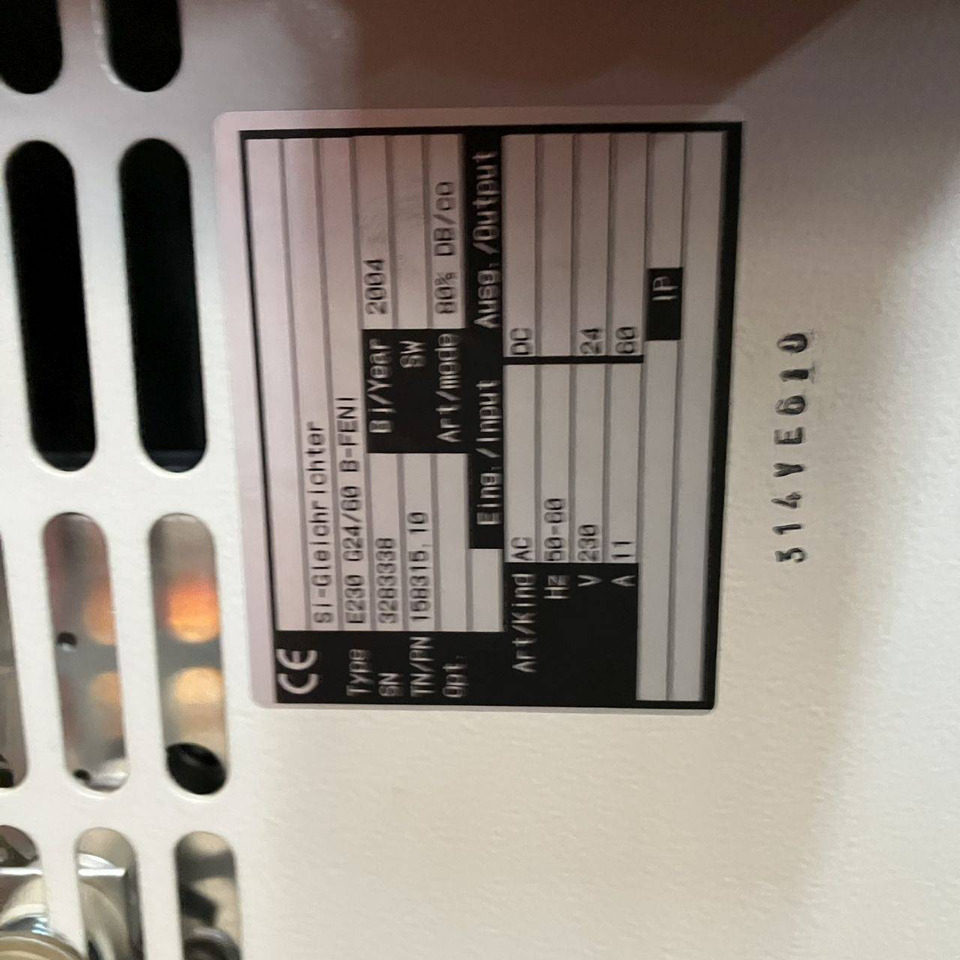 CE
Si-Gleichrichter
Type E230 G24/60 B-FENI
SN 3283338 Bj/Year 2004
TN/PN 158315.10 SW
Opt. Art/mode 80% DB/co
Eing./Input Ausg./Output
Art/Kind AC DC
Hz 50-60
V 230 24
A 11 60
IP
314VE610